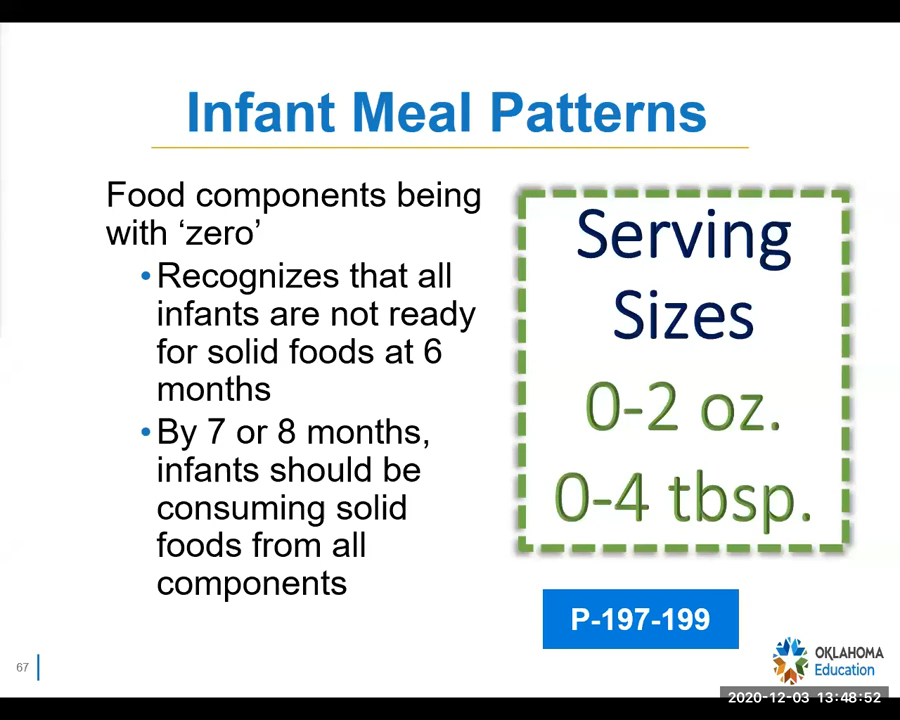 Infant Meal Patterns
Food components being
with ‘zero’
•Recognizes that all
infants are not ready
for solid foods at 6
months
•By 7 or 8 months,
infants should be
consuming solid
foods from all
components
Serving
Sizes
0-2 oz.
0-4 tbsp.
P-197-199
67
OKLAHOMA
Education
2020-12-03 13:48:52